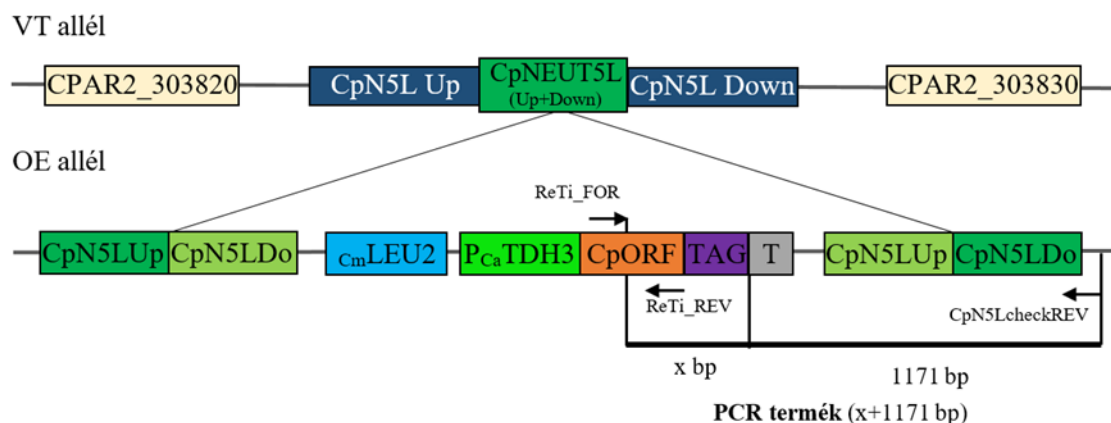 VT allél
CPAR2_303820
CpN5L Up
CpNEUT5L
(Up+Down)
CpN5L Down
CPAR2_303830
OE allél
ReTi_FOR
CpN5LUp
CpN5LDo
CmLEU2
PCaTDH3
CpORF
TAG
T
CpN5LUp
CpN5LDo
ReTi_REV
CpN5LcheckREV
x bp
1171 bp
PCR termék (x+1171 bp)